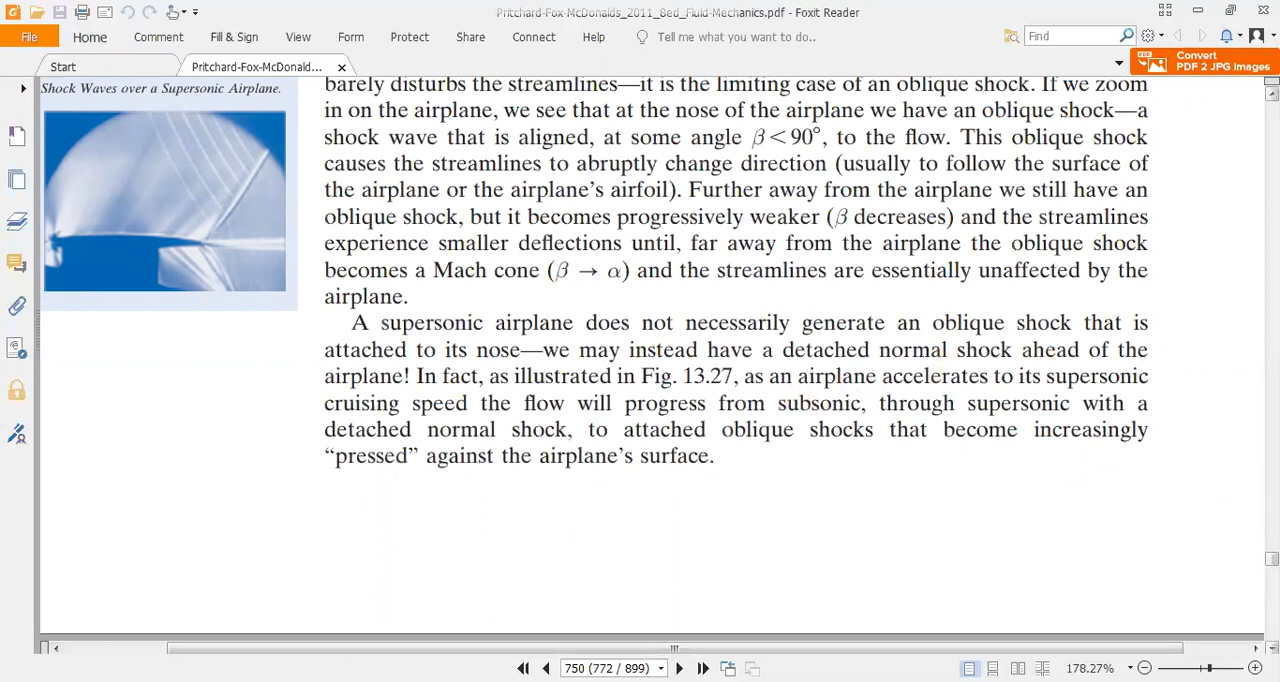 Pritchard-Fox-McDonalds_2011_8ed_Fluid-Mechanics.pdf - Foxit Reader
File Home Comment Fill & Sign View Form Protect Share Connect Help Tell me what you want to do.. Find
Start Pritchard-Fox-McDonald... Convert
PDF 2 JPG Images
Shock Waves over a Supersonic Airplane.
barely disturbs the streamlines—it is the limiting case of an oblique shock. If we zoom
in on the airplane, we see that at the nose of the airplane we have an oblique shock—a
shock wave that is aligned, at some angle β < 90°, to the flow. This oblique shock
causes the streamlines to abruptly change direction (usually to follow the surface of
the airplane or the airplane's airfoil). Further away from the airplane we still have an
oblique shock, but it becomes progressively weaker (β decreases) and the streamlines
experience smaller deflections until, far away from the airplane the oblique shock
becomes a Mach cone (β → α) and the streamlines are essentially unaffected by the
airplane.
A supersonic airplane does not necessarily generate an oblique shock that is
attached to its nose—we may instead have a detached normal shock ahead of the
airplane! In fact, as illustrated in Fig. 13.27, as an airplane accelerates to its supersonic
cruising speed the flow will progress from subsonic, through supersonic with a
detached normal shock, to attached oblique shocks that become increasingly
“pressed” against the airplane's surface.
750 (772 / 899) 178.27%